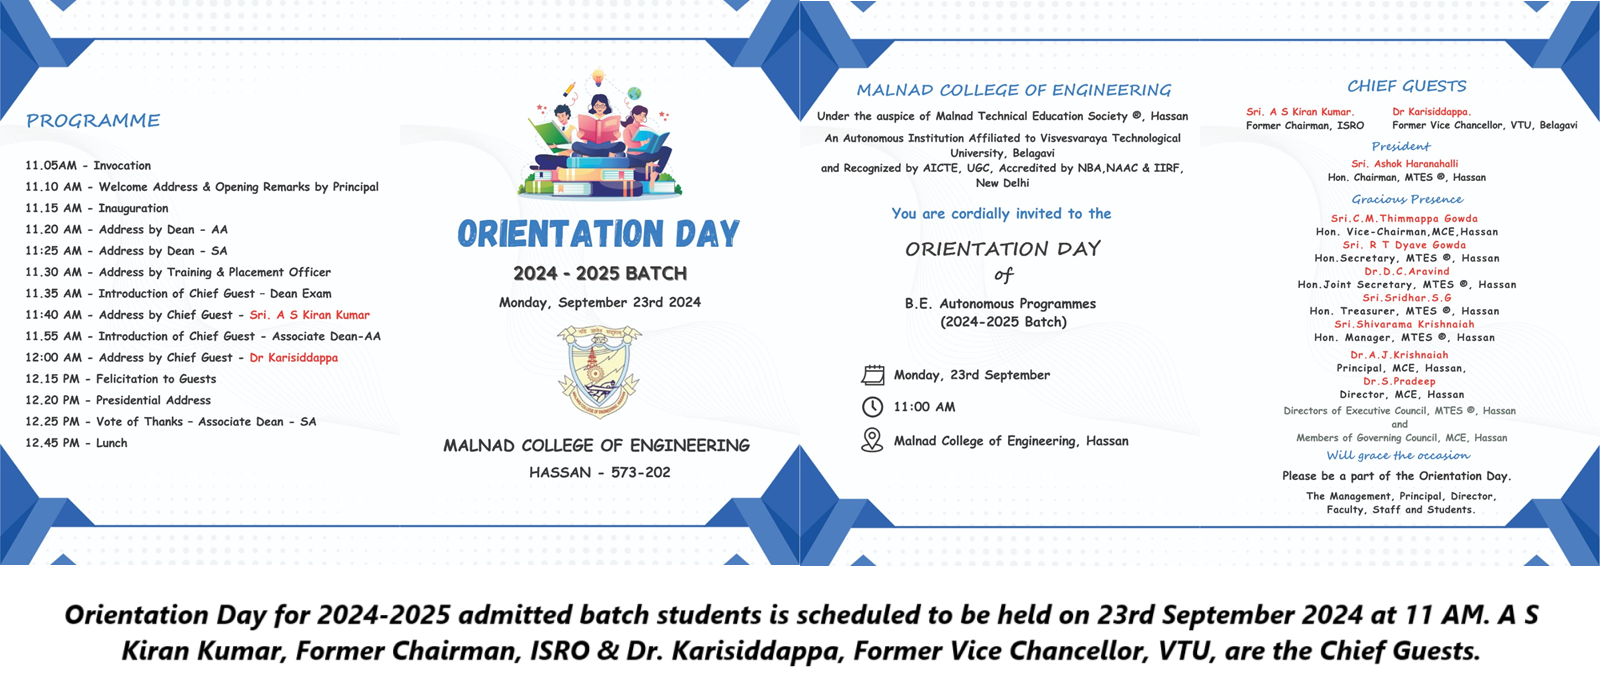 PROGRAMME
11.05AM - Invocation
11.10 AM - Welcome Address & Opening Remarks by Principal
11.15 AM - Inauguration
11.20 AM - Address by Dean - AA
11:25 AM - Address by Dean - SA
11.30 AM - Address by Training & Placement Officer
11.35 AM - Introduction of Chief Guest - Dean Exam
11:40 AM - Address by Chief Guest - Sri. A S Kiran Kumar
11.55 AM - Introduction of Chief Guest - Associate Dean-AA
12:00 AM - Address by Chief Guest - Dr Karisiddappa
12.15 PM - Felicitation to Guests
12.20 PM - Presidential Address
12.25 PM - Vote of Thanks - Associate Dean - SA
12.45 PM - Lunch
ORIENTATION DAY
2024 - 2025 BATCH
Monday, September 23rd 2024
MALNAD COLLEGE OF ENGINEERING
HASSAN - 573-202
MALNAD COLLEGE OF ENGINEERING
Under the auspice of Malnad Technical Education Society ®, Hassan
An Autonomous Institution Affiliated to Visvesvaraya Technological
University, Belagavi
and Recognized by AICTE, UGC, Accredited by NBA,NAAC & IIRF,
New Delhi
You are cordially invited to the
ORIENTATION DAY
of
B.E. Autonomous Programmes
(2024-2025 Batch)
Monday, 23rd September
11:00 AM
Malnad College of Engineering, Hassan
CHIEF GUESTS
Sri. A S Kiran Kumar.
Former Chairman, ISRO
Dr Karisiddappa.
Former Vice Chancellor, VTU, Belagavi
President
Sri. Ashok Haranahalli
Hon. Chairman, MTES ®, Hassan
Gracious Presence
Sri.C.M.Thimmappa Gowda
Hon. Vice-Chairman,MCE,Hassan
Sri. R T Dyave Gowda
Hon.Secretary, MTES ®, Hassan
Dr.D.C.Aravind
Hon.Joint Secretary, MTES ®, Hassan
Sri.Sridhar.S.G
Hon. Treasurer, MTES ®, Hassan
Sri.Shivarama Krishnaiah
Hon. Manager, MTES ®, Hassan
Dr.A.J.Krishnaiah
Principal, MCE, Hassan,
Dr.S.Pradeep
Director, MCE, Hassan
Directors of Executive Council, MTES ®, Hassan
and
Members of Governing Council, MCE, Hassan
Will grace the occasion
Please be a part of the Orientation Day.
The Management, Principal, Director,
Faculty, Staff and Students.
Orientation Day for 2024-2025 admitted batch students is scheduled to be held on 23rd September 2024 at 11 AM. A S
Kiran Kumar, Former Chairman, ISRO & Dr. Karisiddappa, Former Vice Chancellor, VTU, are the Chief Guests.